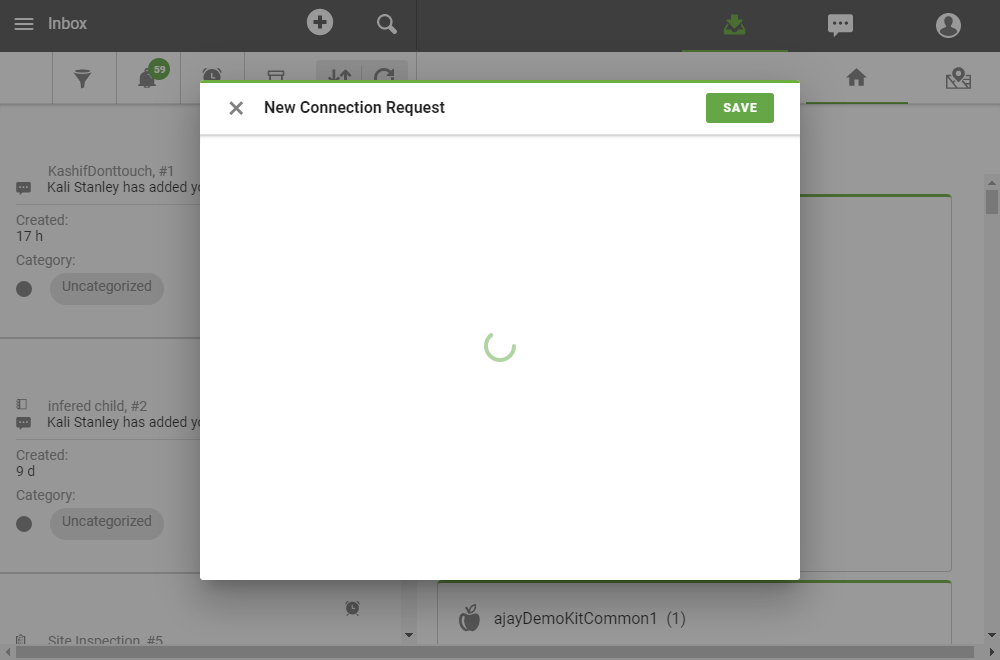 Inbox
59
New Connection Request
SAVE
KashifDonttouch, #1
Kali Stanley has added
Created:
17 h
Category:
Uncategorized
infered child, #2
Kali Stanley has added
Created:
9 d
Category:
Uncategorized
Site Inspection, #5
ajayDemoKitCommon1 (1)